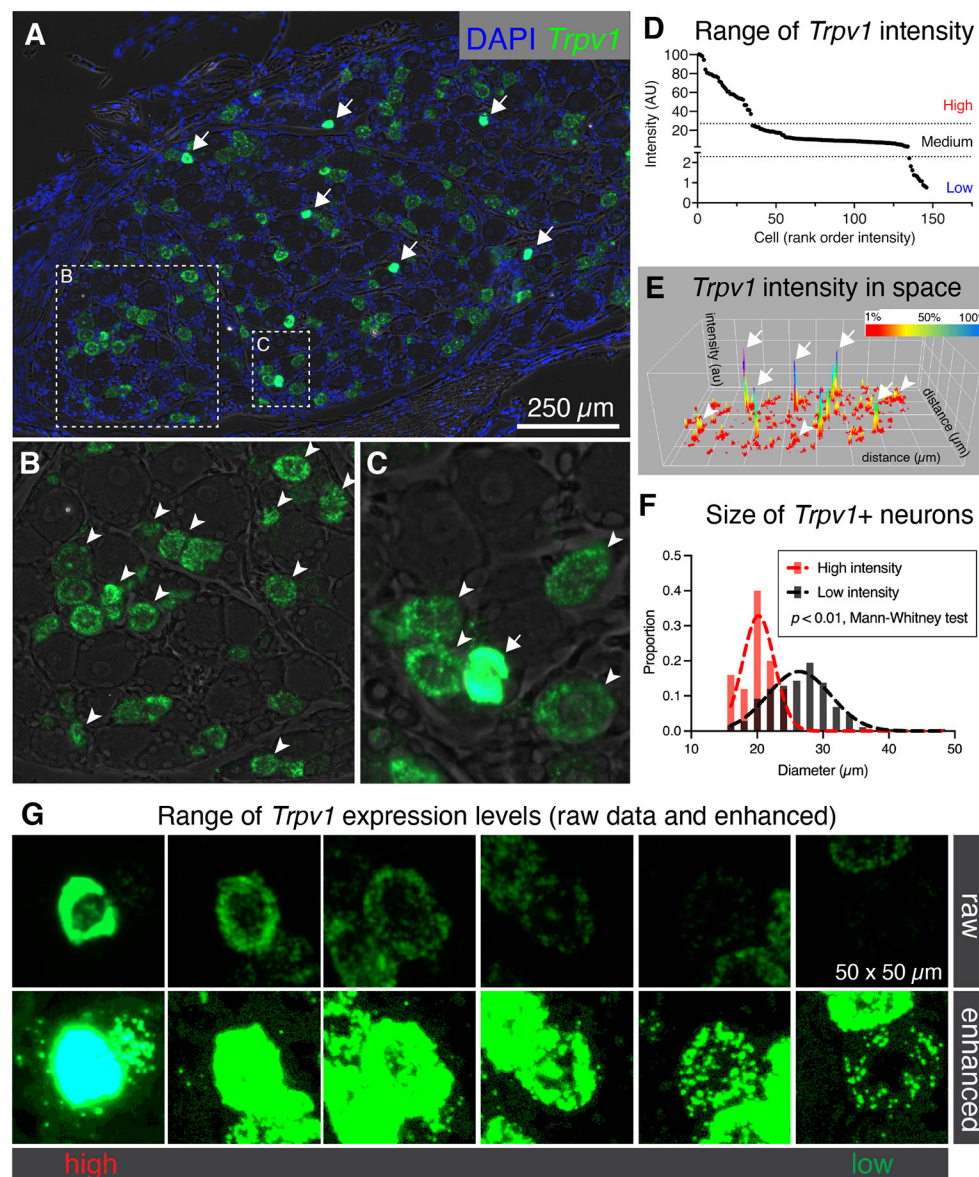 A
DAPI Trpv1
B
C
250 µm
B
C
D Range of Trpv1 intensity
Intensity (AU)
100
80
60
40
20
2
1
0
High
Medium
Low
0 50 100 150
Cell (rank order intensity)
E Trpv1 intensity in space
1% 50% 100%
intensity (au)
distance (µm)
distance (µm)
F Size of Trpv1+ neurons
Proportion
0.5
0.4
0.3
0.2
0.1
0.0
High intensity
Low intensity
p < 0.01, Mann-Whitney test
10 20 30 40 50
Diameter (µm)
G Range of Trpv1 expression levels (raw data and enhanced)
raw
50 x 50 µm
enhanced
high low